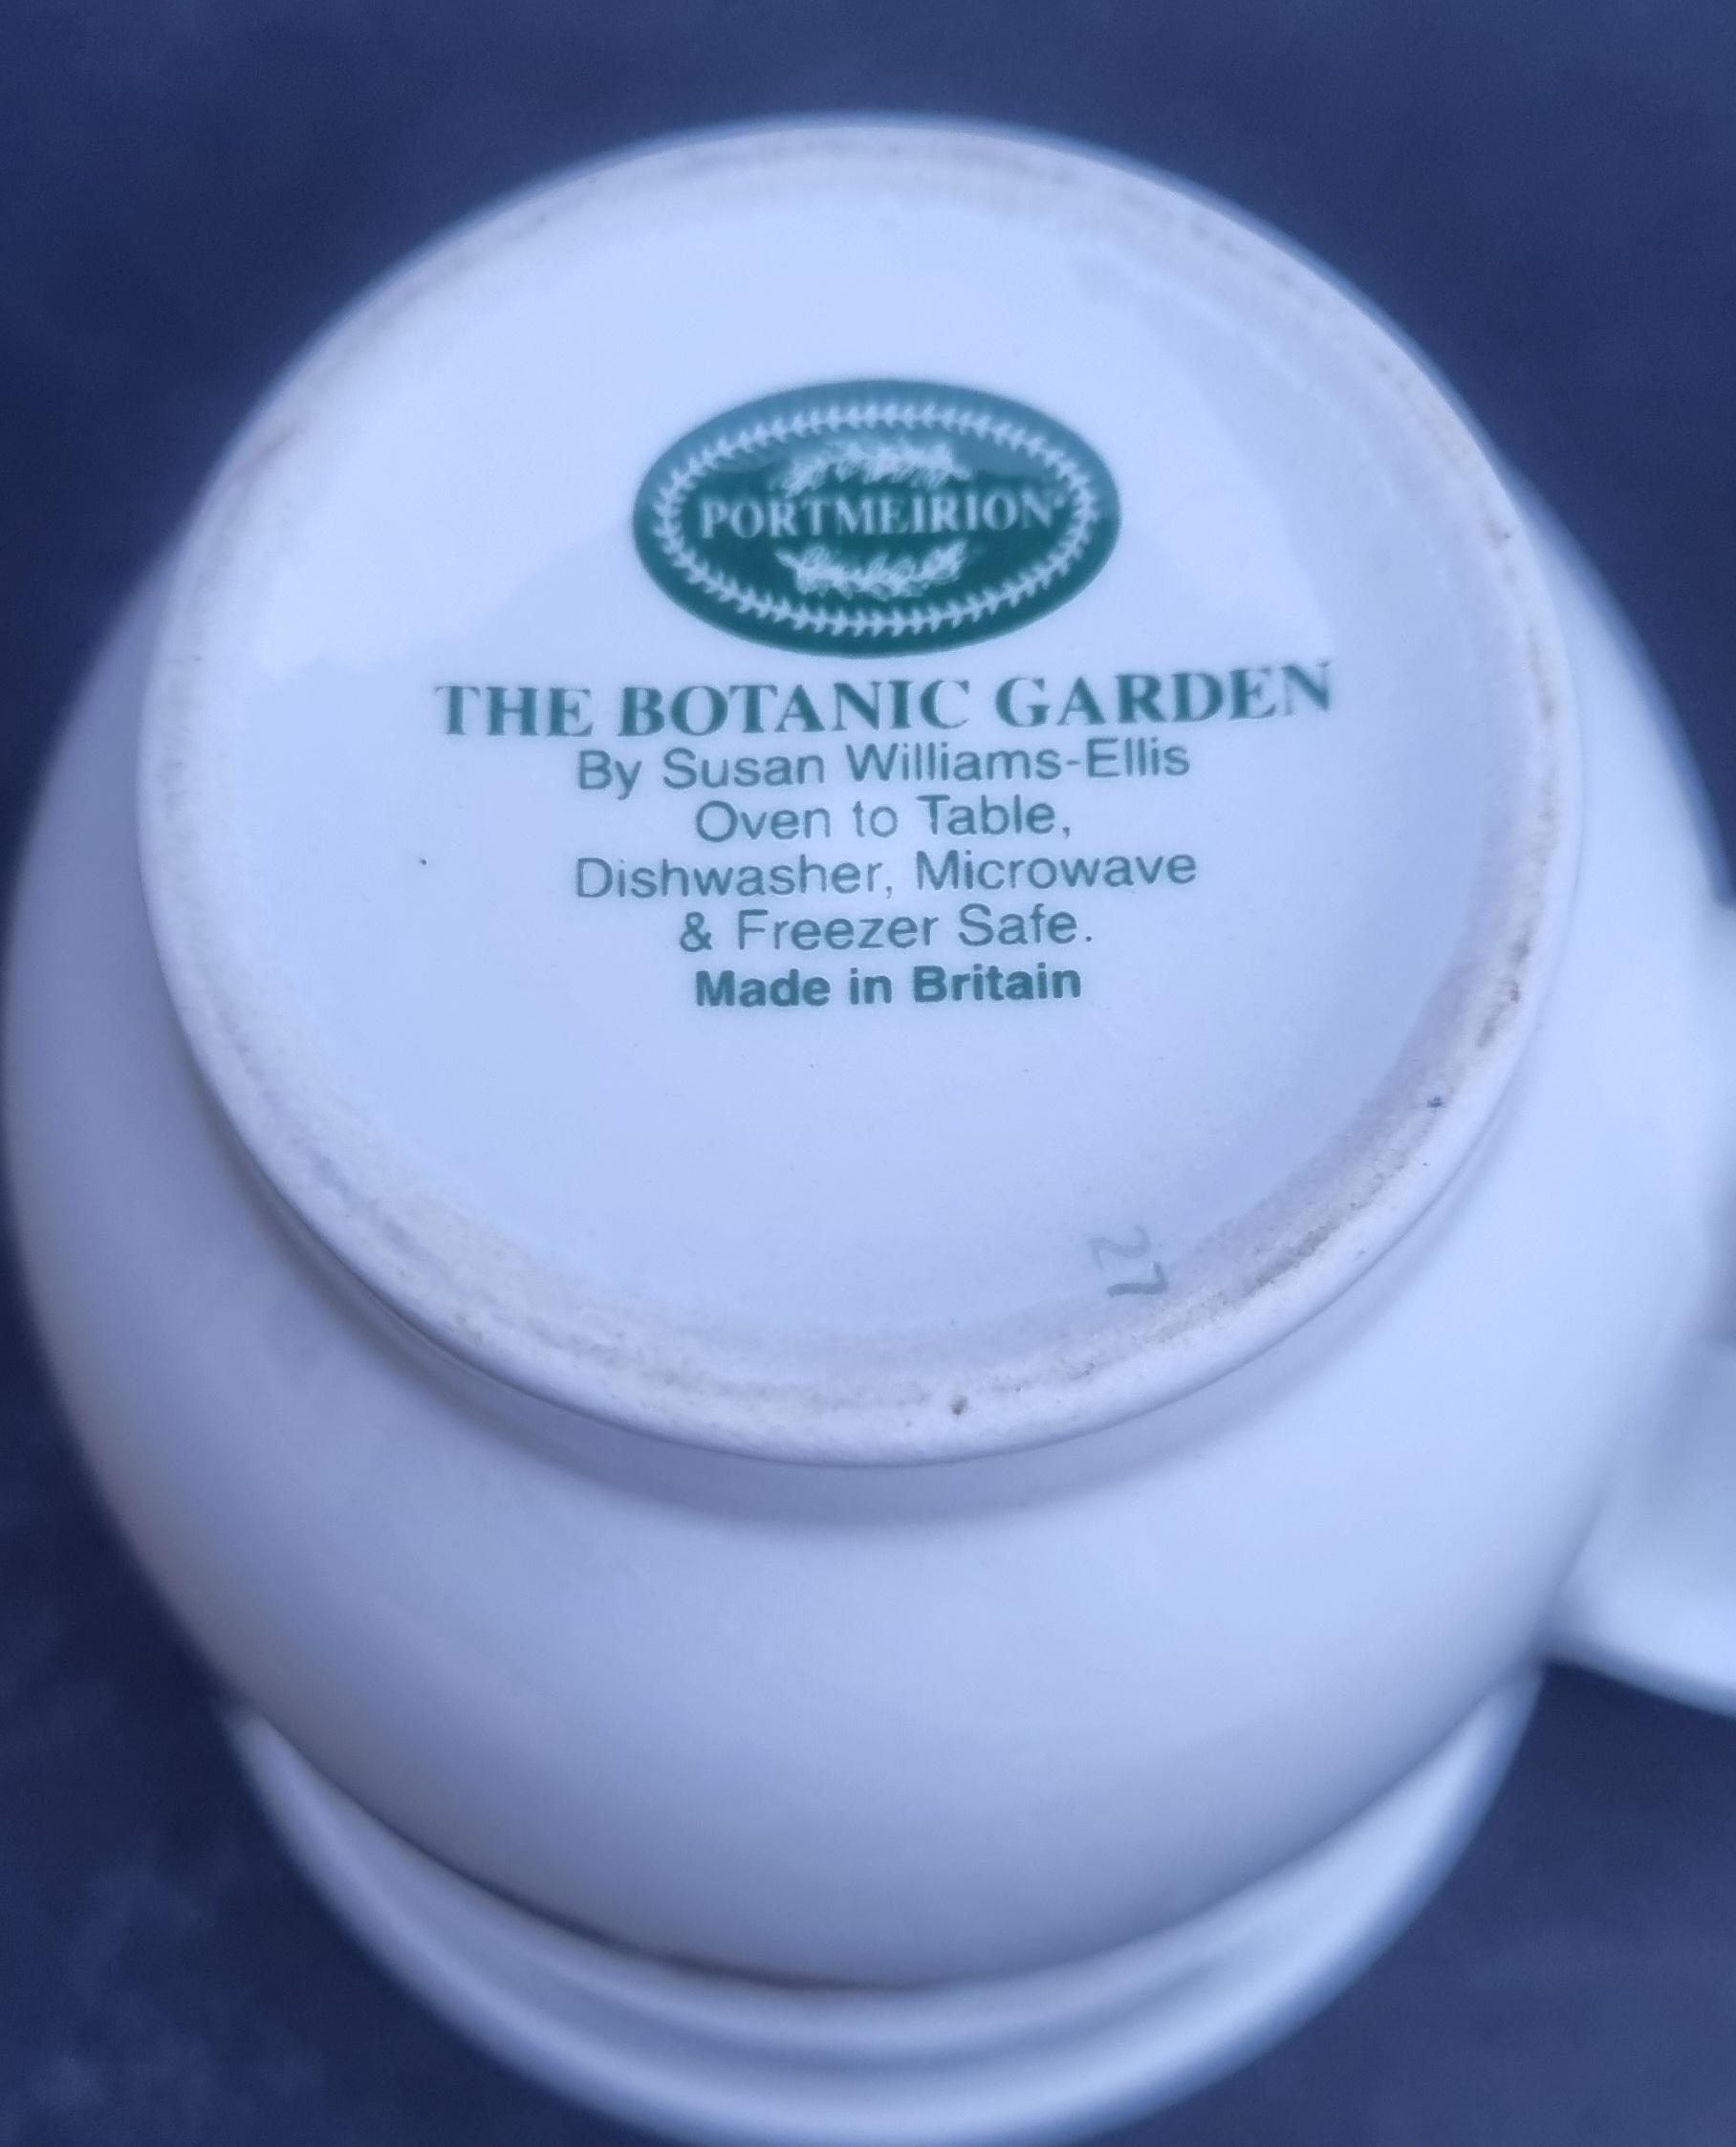 PORTMEIRION®
THE BOTANIC GARDEN
By Susan Williams-Ellis
Oven to Table,
Dishwasher, Microwave
& Freezer Safe.
Made in Britain
27